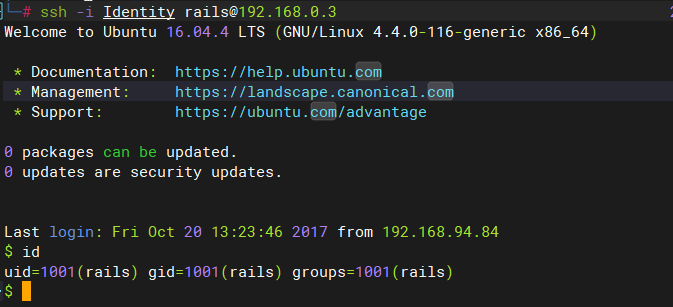 └─# ssh -i Identity rails@192.168.0.3
Welcome to Ubuntu 16.04.4 LTS (GNU/Linux 4.4.0-116-generic x86_64)
* Documentation:  https://help.ubuntu.com
* Management:     https://landscape.canonical.com
* Support:        https://ubuntu.com/advantage
0 packages can be updated.
0 updates are security updates.
Last login: Fri Oct 20 13:23:46 2017 from 192.168.94.84
$ id
uid=1001(rails) gid=1001(rails) groups=1001(rails)
$